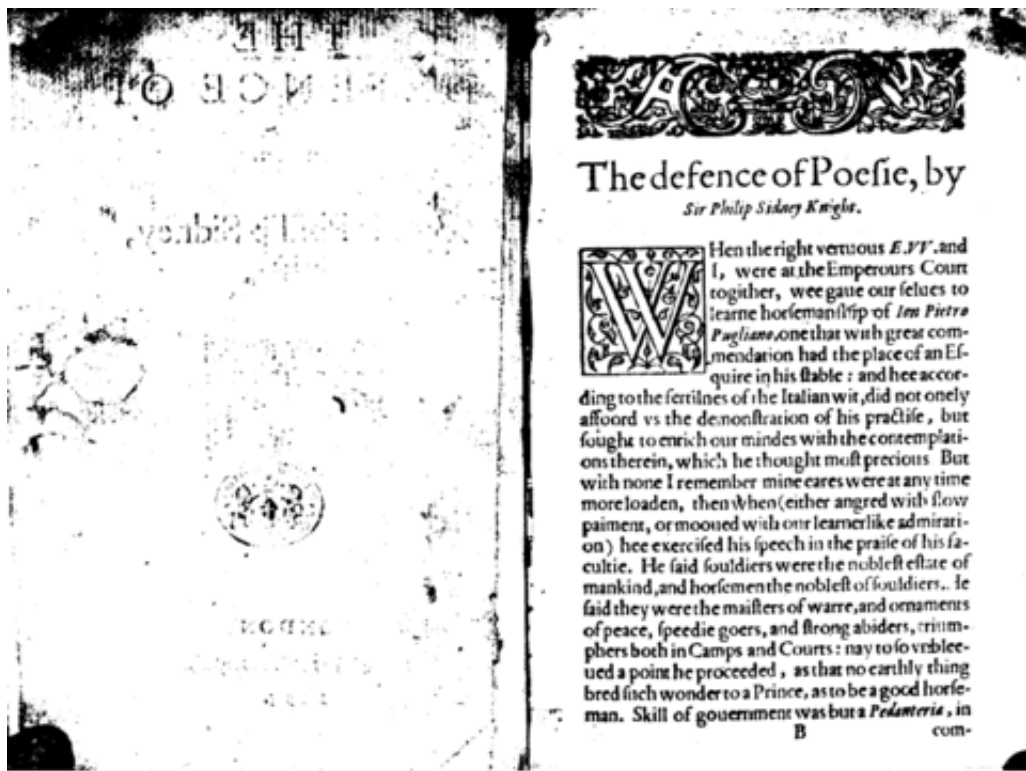 THE
FENCE OF
Sidney,
The defence of Poesie, by
Sir Philip Sidney Knight.
WHen the right vertuous E.VV. and
I, were at the Emperours Court
togither, wee gaue our selues to
learne horsemanship of Ion Pietro
Pugliano, one that with great com-
mendation had the place of an Es-
quire in his stable: and hee accor-
ding to the fertilnes of the Italian wit, did not onely
affoord vs the demonstration of his practise, but
sought to enrich our mindes with the contemplati-
ons therein, which he thought most precious. But
with none I remember mine eares were at any time
more loaden, then when (either angred with slow
paiment, or mooued with our learnerlike admirati-
on) hee exercised his speech in the praise of his fa-
cultie. He said souldiers were the noblest estate of
mankind, and horsemen the noblest of souldiers. He
said they were the maisters of warre, and ornaments
of peace, speedie goers, and strong abiders, trium-
phers both in Camps and Courts: nay to so vnblee-
ued a point he proceeded, as that no earthly thing
bred such wonder to a Prince, as to be a good horse-
man. Skill of gouernment was but a Pedanteria, in
B com-